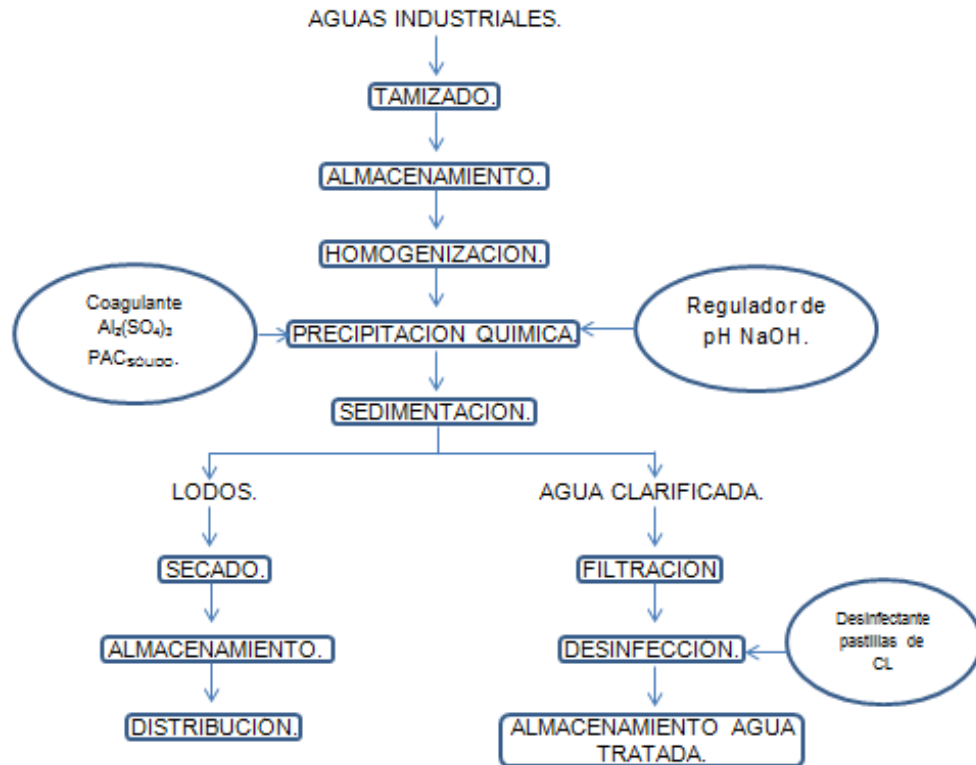 AGUAS INDUSTRIALES.
TAMIZADO.
ALMACENAMIENTO.
HOMOGENIZACION.
Coagulante
Al₂(SO₄)₃
PAC SÓLIDO.
PRECIPITACION QUIMICA.
Regulador de
pH NaOH.
SEDIMENTACION.
LODOS.
AGUA CLARIFICADA.
SECADO.
FILTRACION
ALMACENAMIENTO.
DESINFECCION.
Desinfectante
pastillas de
CL
DISTRIBUCION.
ALMACENAMIENTO AGUA
TRATADA.